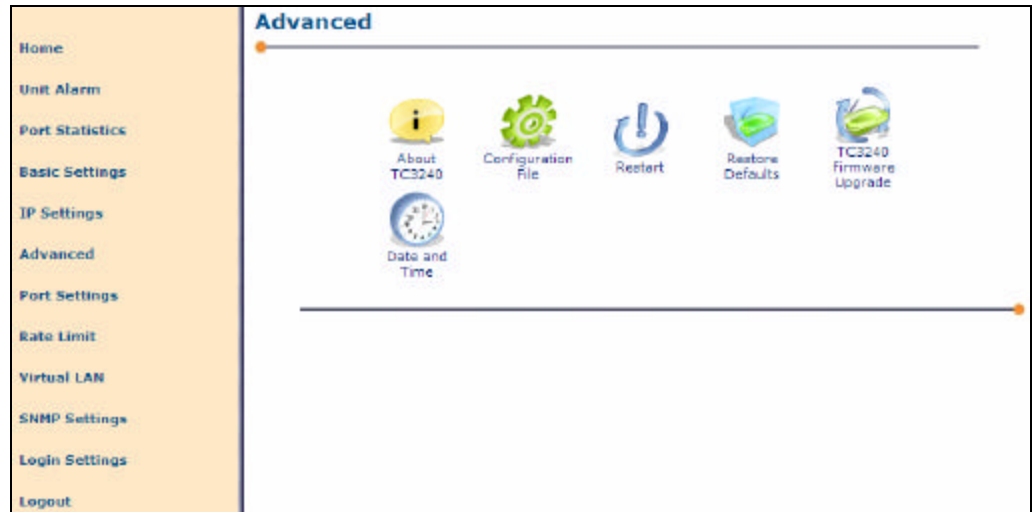 Advanced
Home
Unit Alarm
Port Statistics
Basic Settings
IP Settings
Advanced
Port Settings
Rate Limit
Virtual LAN
SNMP Settings
Login Settings
Logout
About
TC3240
Configuration
File
Restart
Restore
Defaults
TC3240
Firmware
Upgrade
Date and
Time